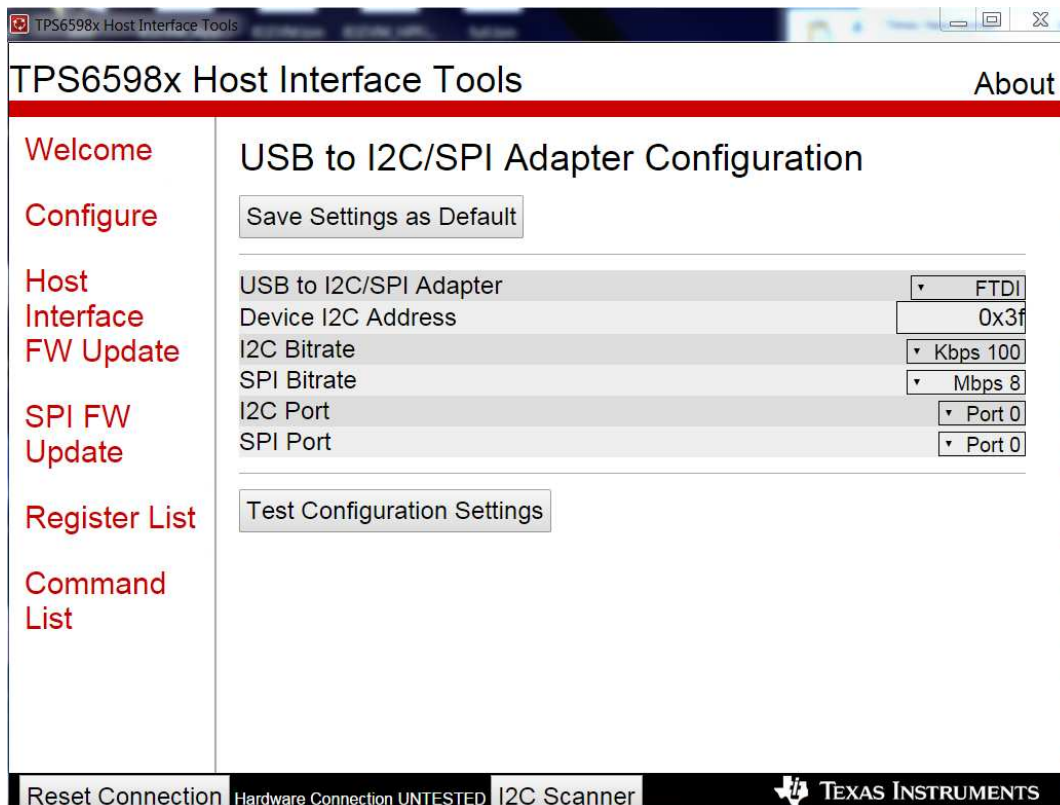 TPS6598x Host Interface Tools
TPS6598x Host Interface Tools
About
Welcome
Configure
Host
Interface
FW Update
SPI FW
Update
Register List
Command
List
USB to I2C/SPI Adapter Configuration
Save Settings as Default
USB to I2C/SPI Adapter FTDI
Device I2C Address 0x3f
I2C Bitrate Kbps 100
SPI Bitrate Mbps 8
I2C Port Port 0
SPI Port Port 0
Test Configuration Settings
Reset Connection Hardware Connection UNTESTED I2C Scanner
TEXAS INSTRUMENTS